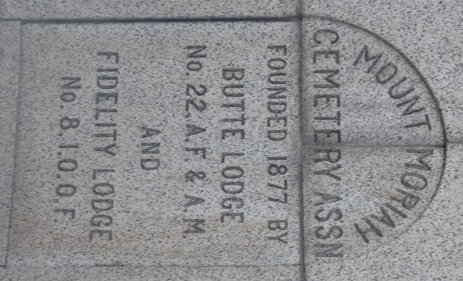 MOUNT MORIAH
CEMETERY ASSN
FOUNDED 1877 BY
BUTTE LODGE
No. 22, A.F. & A.M.
AND
FIDELITY LODGE
No. 8. I.O.O.F